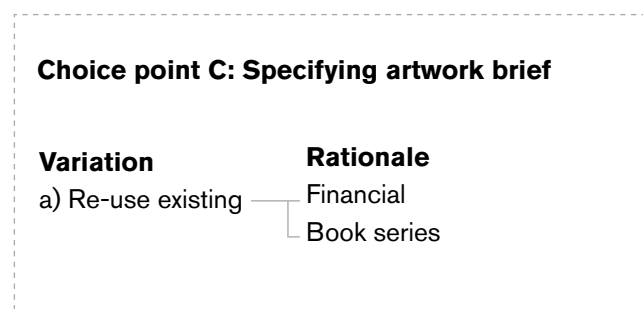 Choice point C: Specifying artwork brief
Variation
Rationale
a) Re-use existing
Financial
Book series